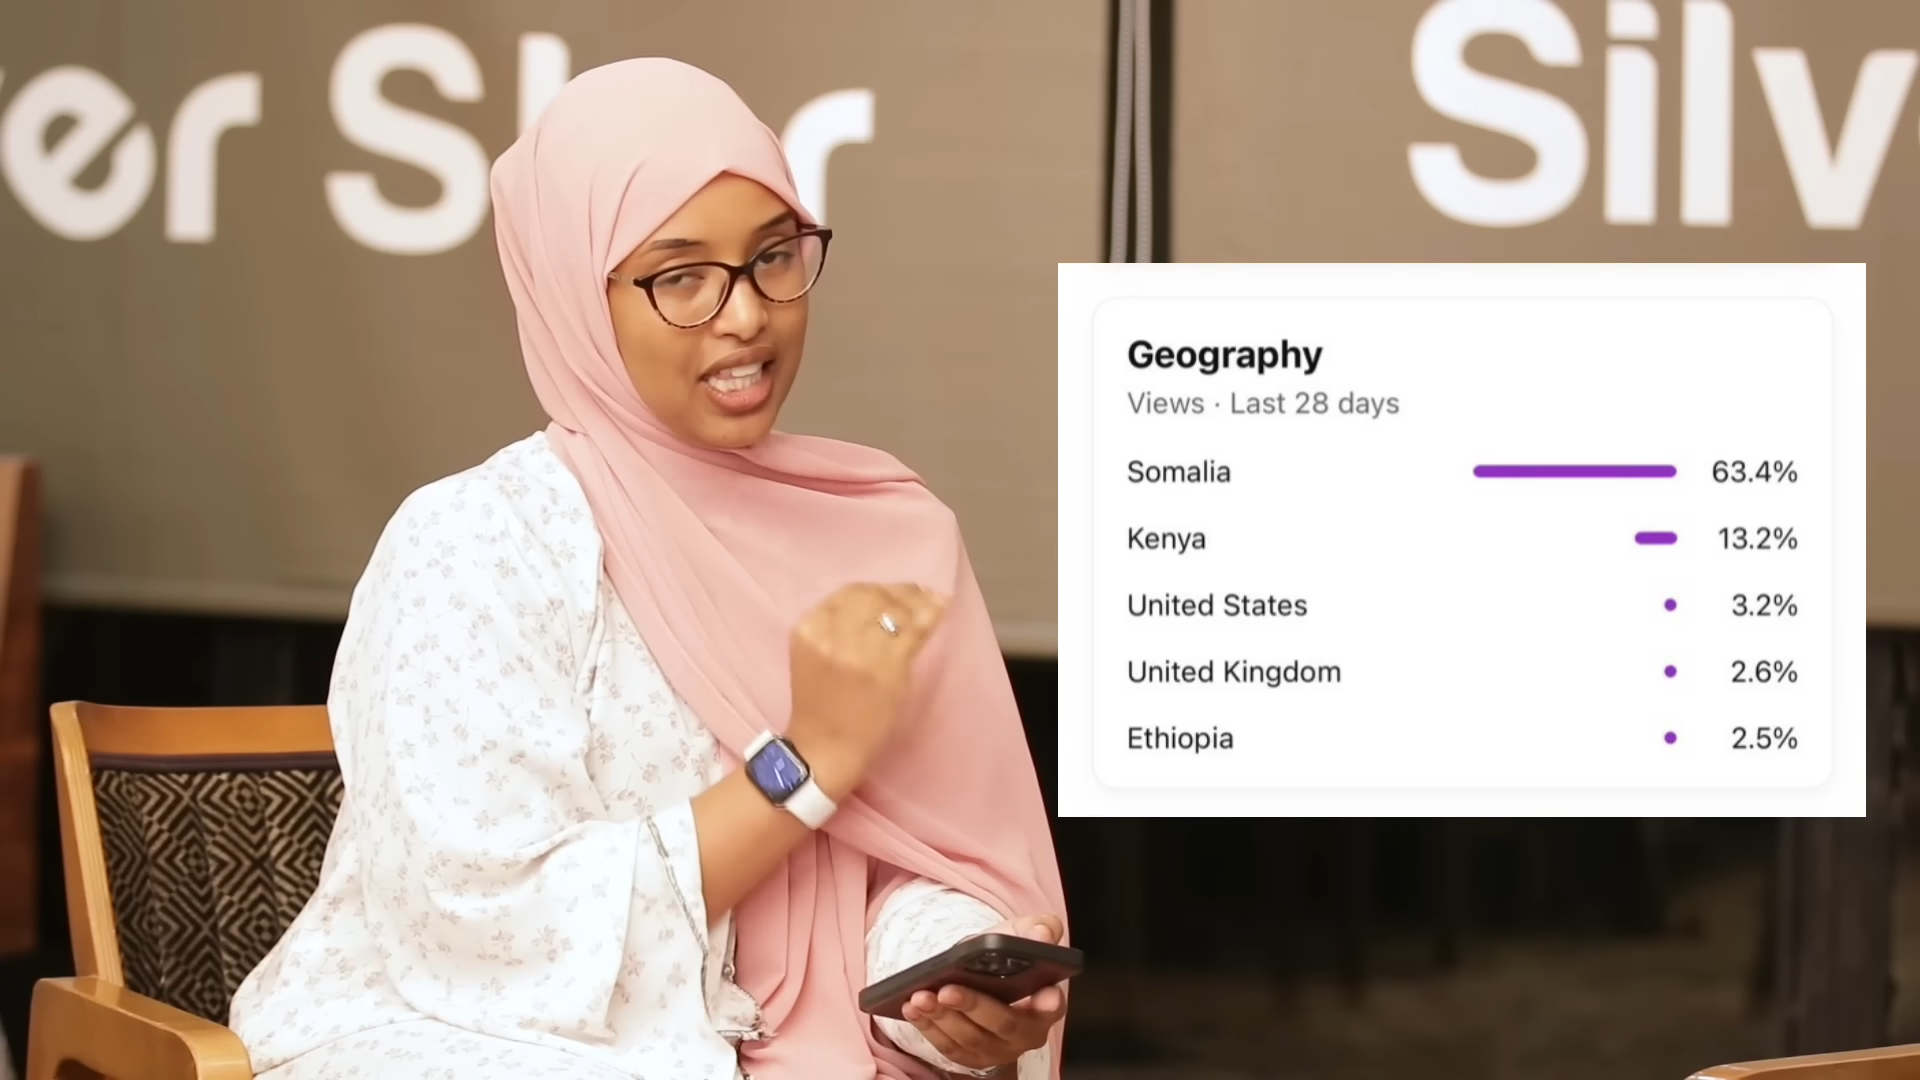 Silv
Geography
Views · Last 28 days
Somalia 63.4%
Kenya 13.2%
United States 3.2%
United Kingdom 2.6%
Ethiopia 2.5%